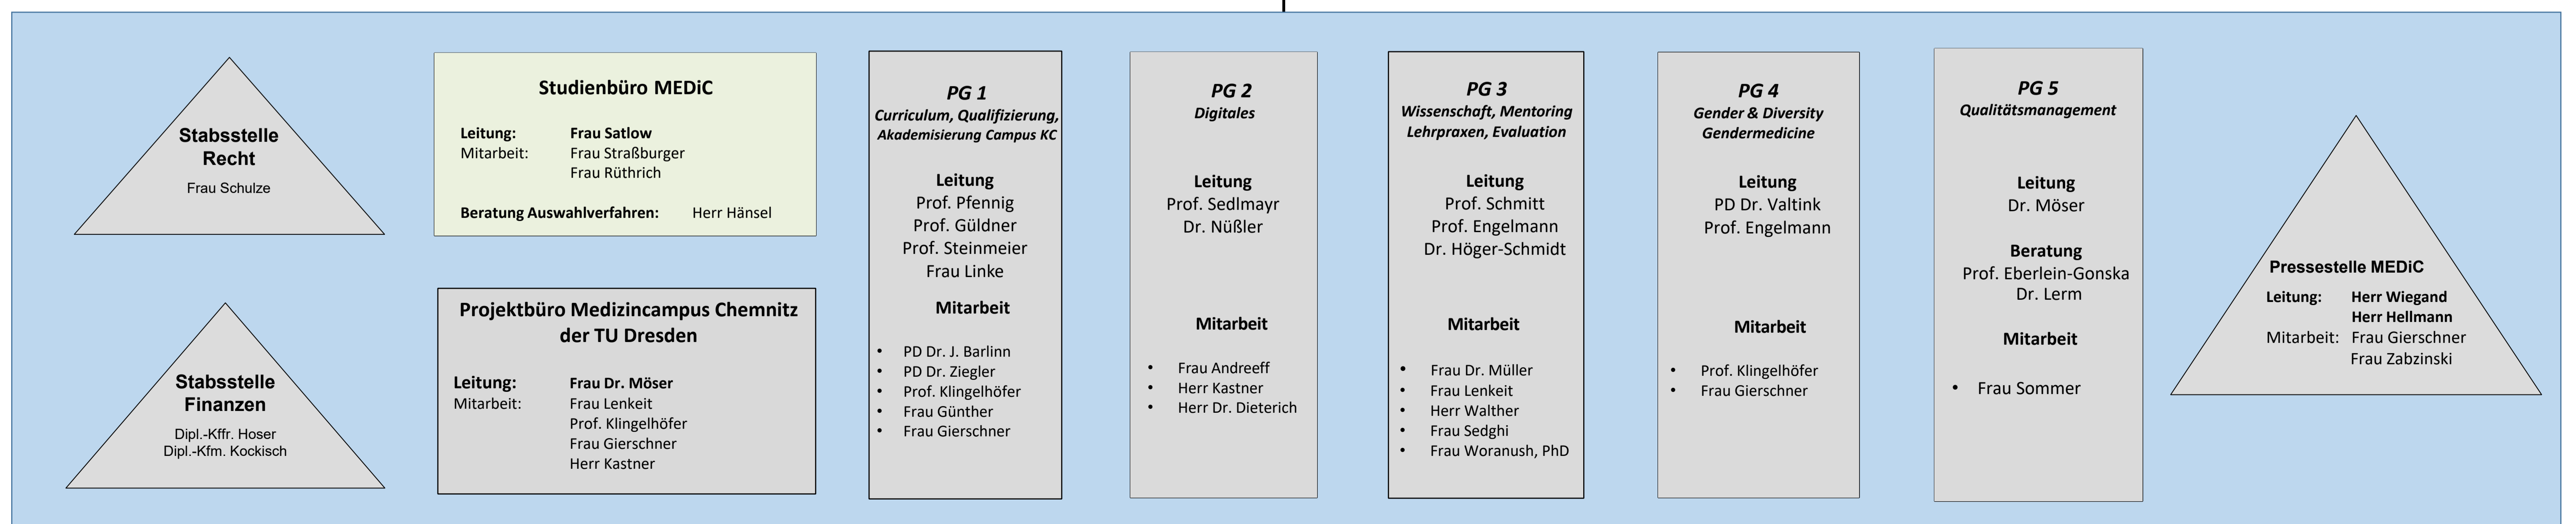 Stabsstelle
Recht
Frau Schulze
Stabsstelle
Finanzen
Dipl.-Kffr. Hoser
Dipl.-Kfm. Kockisch
Studienbüro MEDiC
Leitung: Frau Satlow
Mitarbeit: Frau Straßburger
Frau Rüthrich
Beratung Auswahlverfahren: Herr Hänsel
Projektbüro Medizincampus Chemnitz
der TU Dresden
Leitung: Frau Dr. Möser
Mitarbeit: Frau Lenkeit
Prof. Klingelhöfer
Frau Gierschner
Herr Kastner
PG 1
Curriculum, Qualifizierung,
Akademisierung Campus KC
Leitung
Prof. Pfennig
Prof. Güldner
Prof. Steinmeier
Frau Linke
Mitarbeit
• PD Dr. J. Barlinn
• PD Dr. Ziegler
• Prof. Klingelhöfer
• Frau Günther
• Frau Gierschner
PG 2
Digitales
Leitung
Prof. Sedlmayr
Dr. Nüßler
Mitarbeit
• Frau Andreeff
• Herr Kastner
• Herr Dr. Dieterich
PG 3
Wissenschaft, Mentoring
Lehrpraxen, Evaluation
Leitung
Prof. Schmitt
Prof. Engelmann
Dr. Höger-Schmidt
Mitarbeit
• Frau Dr. Müller
• Frau Lenkeit
• Herr Walther
• Frau Sedghi
• Frau Woranush, PhD
PG 4
Gender & Diversity
Gendermedicine
Leitung
PD Dr. Valtink
Prof. Engelmann
Mitarbeit
• Prof. Klingelhöfer
• Frau Gierschner
PG 5
Qualitätsmanagement
Leitung
Dr. Möser
Beratung
Prof. Eberlein-Gonska
Dr. Lerm
Mitarbeit
• Frau Sommer
Pressestelle MEDiC
Leitung: Herr Wiegand
Herr Hellmann
Mitarbeit: Frau Gierschner
Frau Zabzinski